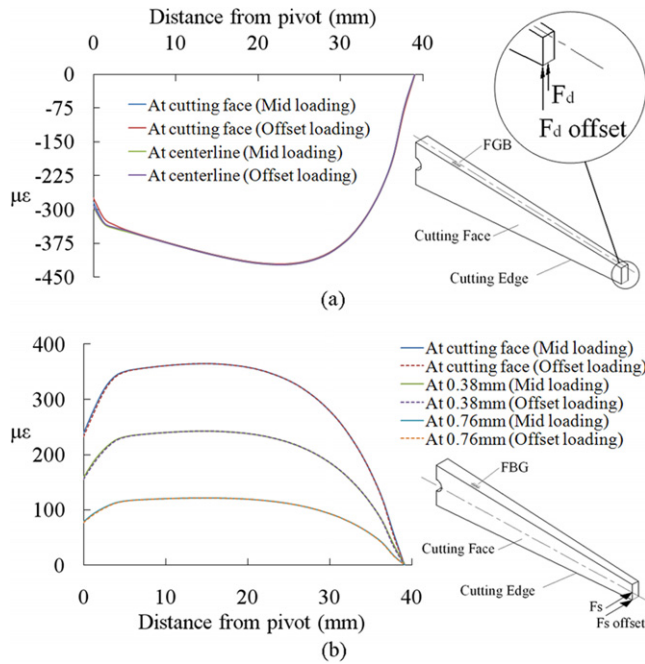 Distance from pivot (mm)
0 10 20 30 40
0
-75
-150
-225
-300
-375
-450
με
At cutting face (Mid loading)
At cutting face (Offset loading)
At centerline (Mid loading)
At centerline (Offset loading)
Fd
Fd offset
FGB
Cutting Face
Cutting Edge
(a)
400
300
200
100
0
με
0 10 20 30 40
Distance from pivot (mm)
At cutting face (Mid loading)
At cutting face (Offset loading)
At 0.38mm (Mid loading)
At 0.38mm (Offset loading)
At 0.76mm (Mid loading)
At 0.76mm (Offset loading)
FBG
Cutting Face
Cutting Edge
Fs
Fs offset
(b)